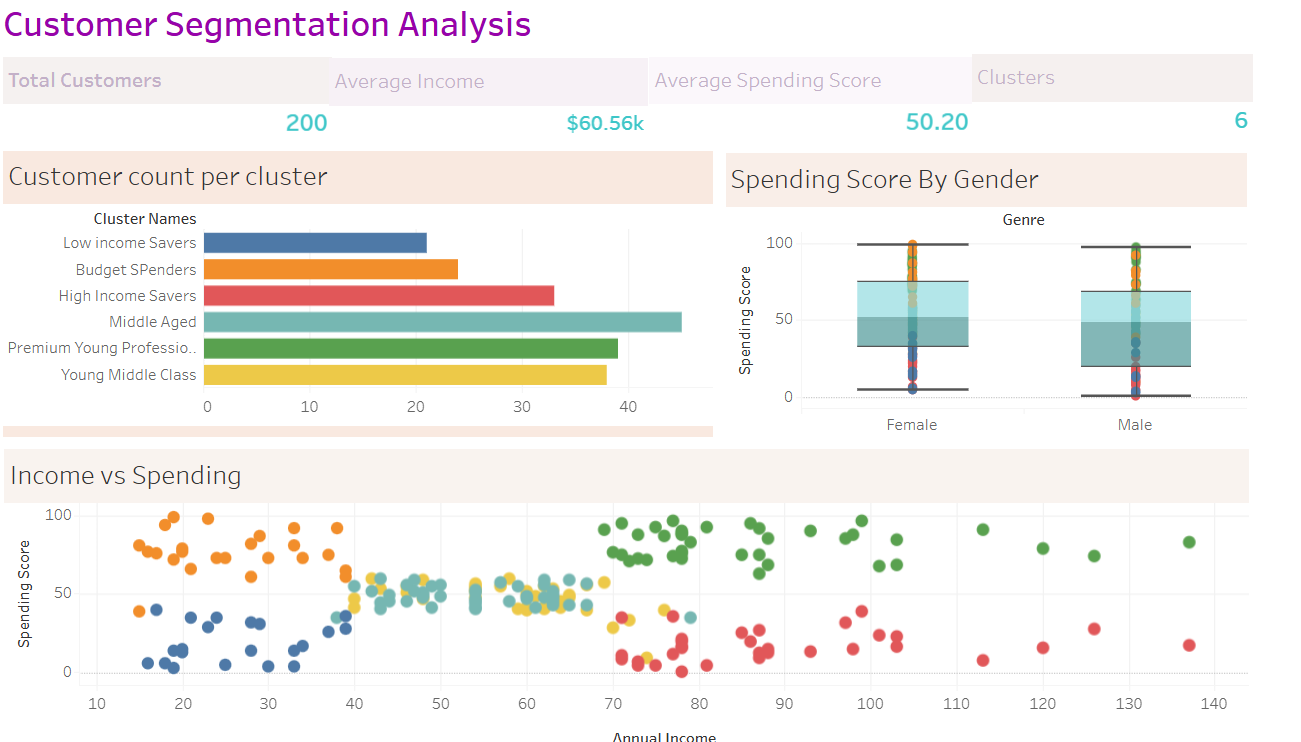 Customer Segmentation Analysis
Total Customers
Average Income
Average Spending Score
Clusters
200
$60.56k
50.20
6
Customer count per cluster
Cluster Names
Low income Savers
Budget SPenders
High Income Savers
Middle Aged
Premium Young Professio..
Young Middle Class
0 10 20 30 40
Spending Score By Gender
Genre
Spending Score
100
50
0
Female Male
Income vs Spending
Spending Score
100
50
0
10 20 30 40 50 60 70 80 90 100 110 120 130 140
Annual Income